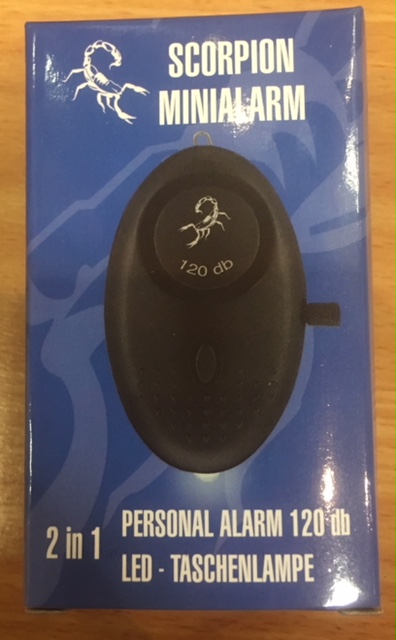 SCORPION
MINIALARM
120 db
2 in 1
PERSONAL ALARM 120 db
LED - TASCHENLAMPE